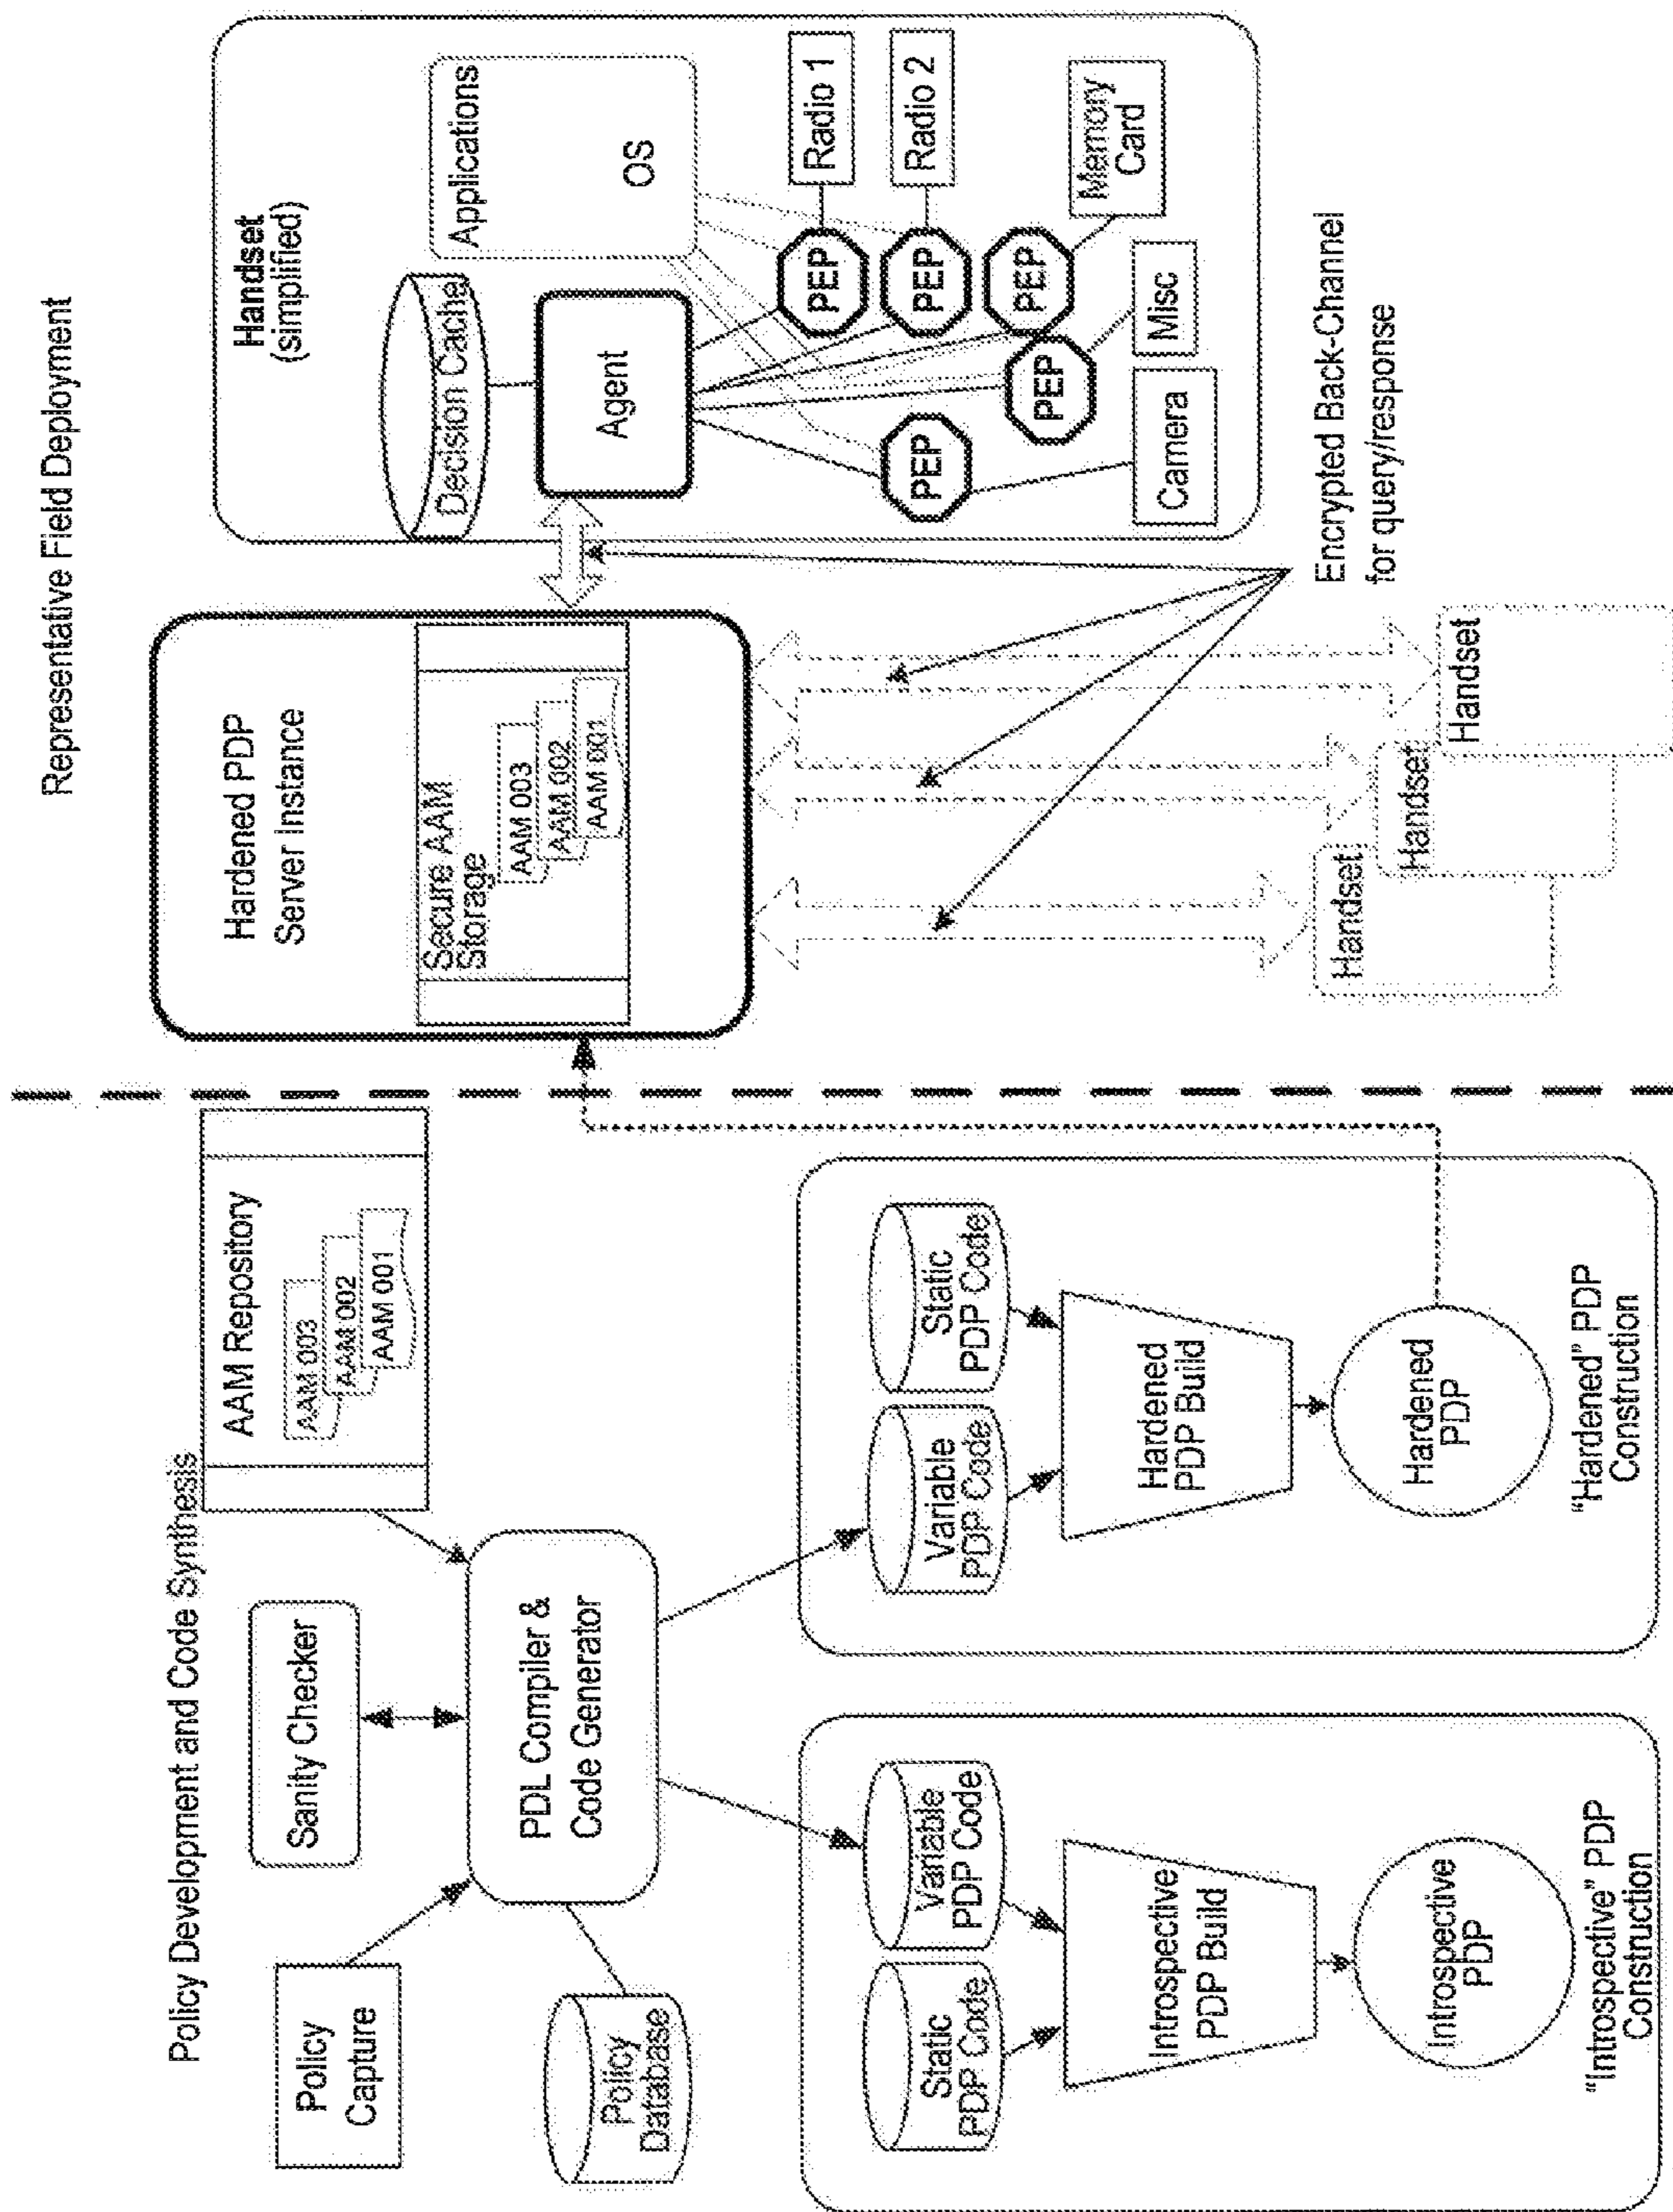 Policy Development and Code Synthesis
Policy
Capture
Sanity Checker
AAM Repository
AAM 003
AAM 002
AAM 001
Policy
Database
PDL Compiler &
Code Generator
Static
PDP Code
Variable
PDP Code
Introspective
PDP Build
Introspective
PDP
"Introspective" PDP
Construction
Variable
PDP Code
Static
PDP Code
Hardened
PDP Build
Hardened
PDP
"Hardened" PDP
Construction
Representative Field Deployment
Hardened PDP
Server Instance
Secure AAM
Storage
AAM 003
AAM 002
AAM 001
Handset
(simplified)
Decision Cache
Applications
OS
Agent
PEP
PEP
PEP
PEP
PEP
Radio 1
Radio 2
Memory
Card
Misc
Camera
Encrypted Back-Channel
for query/response
Handset
Handset
Handset